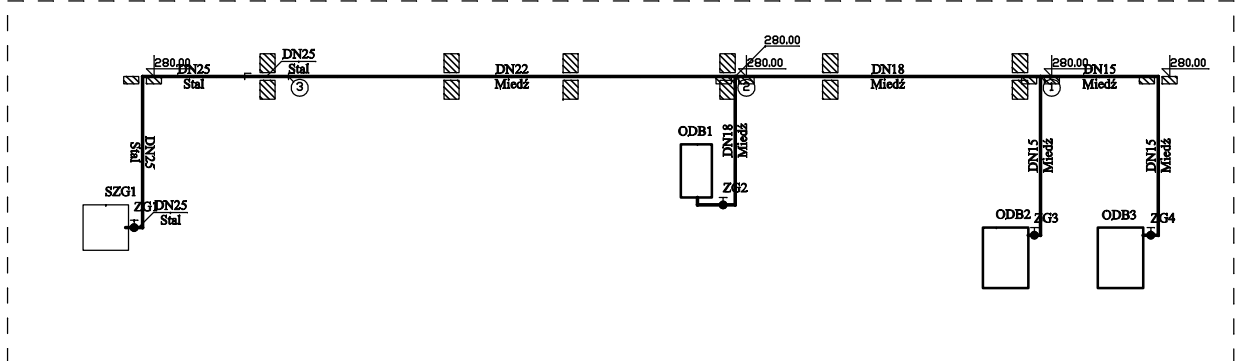 280,00
DN25
Stal
DN25
Stal
3
DN22
Miedź
280,00
280,00
2
DN18
Miedź
280,00
1
DN15
Miedź
280,00
DN25
Stal
SZG1
ZG1
DN25
Stal
ODB1
DN18
Miedź
ZG2
DN15
Miedź
ODB2
ZG3
DN15
Miedź
ODB3
ZG4